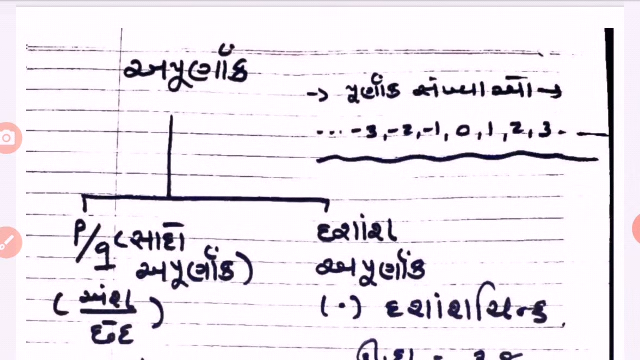 અપૂર્ણાંક
→ પૂર્ણાંક સંખ્યાઓ →
... -3, -2, -1, 0, 1, 2, 3. —
P/q (સાદા અપૂર્ણાંક)
(અંશ/છેદ)
દશાંશ
અપૂર્ણાંક
(.) દશાંશચિન્હ